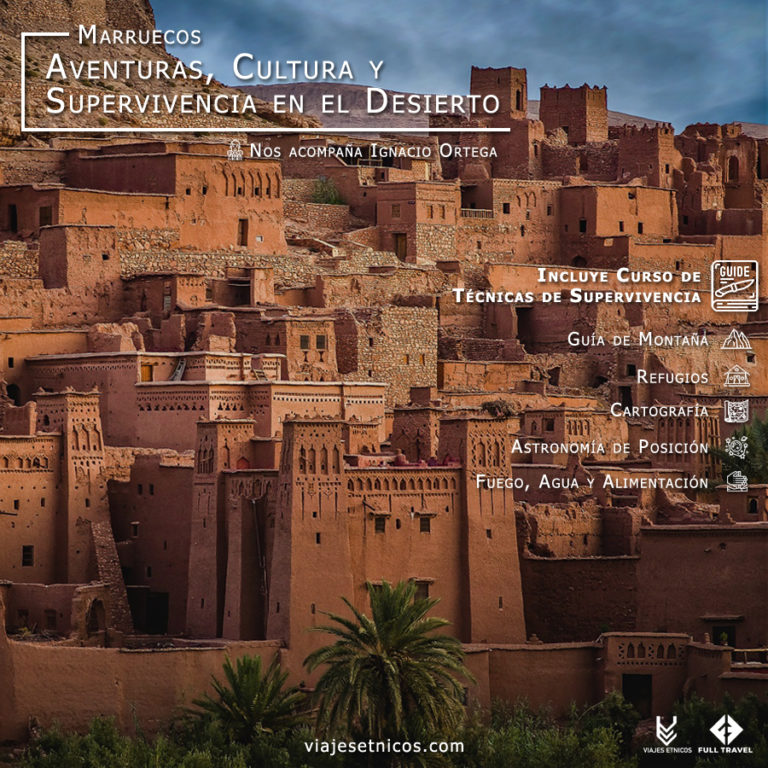 Marruecos
Aventuras, Cultura y
Supervivencia en el Desierto
Nos acompaña Ignacio Ortega
GUIDE
Incluye Curso de
Técnicas de Supervivencia
Guía de Montaña
Refugios
Cartografía
Astronomía de Posición
Fuego, Agua y Alimentación
viajesetnicos.com
VIAJES ETNICOS
FULL TRAVEL